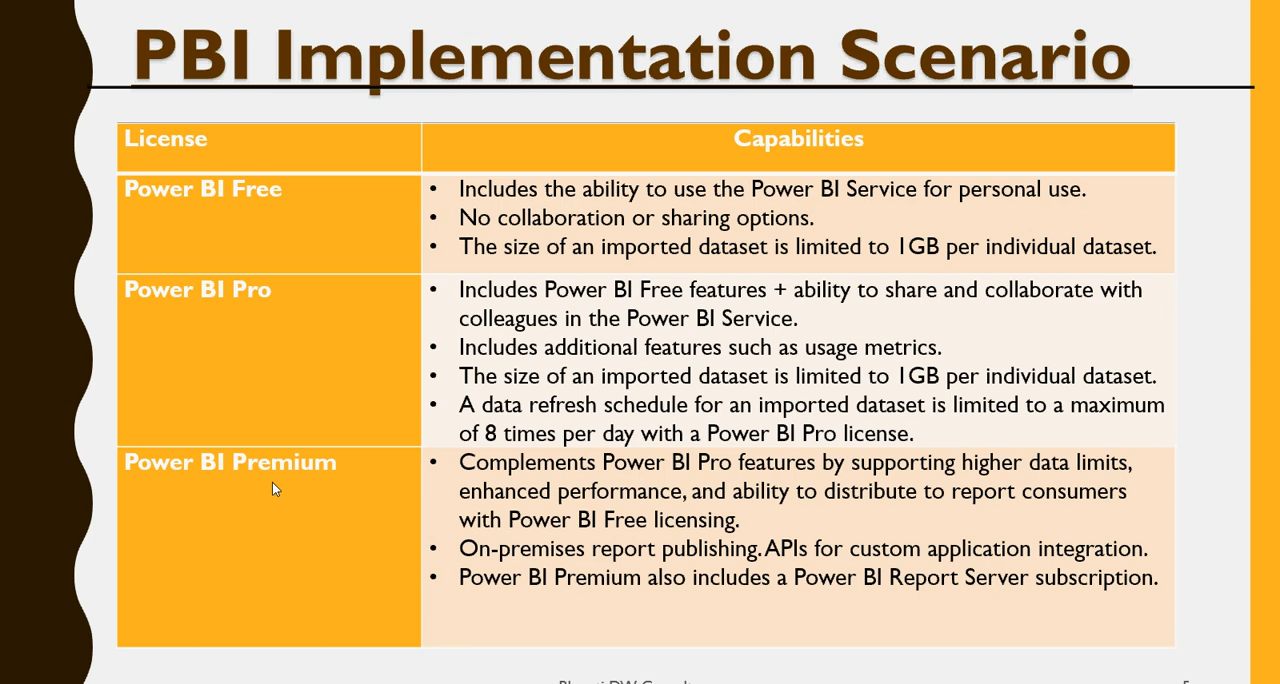 PBI Implementation Scenario
License
Capabilities
Power BI Free
• Includes the ability to use the Power BI Service for personal use.
• No collaboration or sharing options.
• The size of an imported dataset is limited to 1GB per individual dataset.
Power BI Pro
• Includes Power BI Free features + ability to share and collaborate with
colleagues in the Power BI Service.
• Includes additional features such as usage metrics.
• The size of an imported dataset is limited to 1GB per individual dataset.
• A data refresh schedule for an imported dataset is limited to a maximum
of 8 times per day with a Power BI Pro license.
Power BI Premium
• Complements Power BI Pro features by supporting higher data limits,
enhanced performance, and ability to distribute to report consumers
with Power BI Free licensing.
• On-premises report publishing. APIs for custom application integration.
• Power BI Premium also includes a Power BI Report Server subscription.